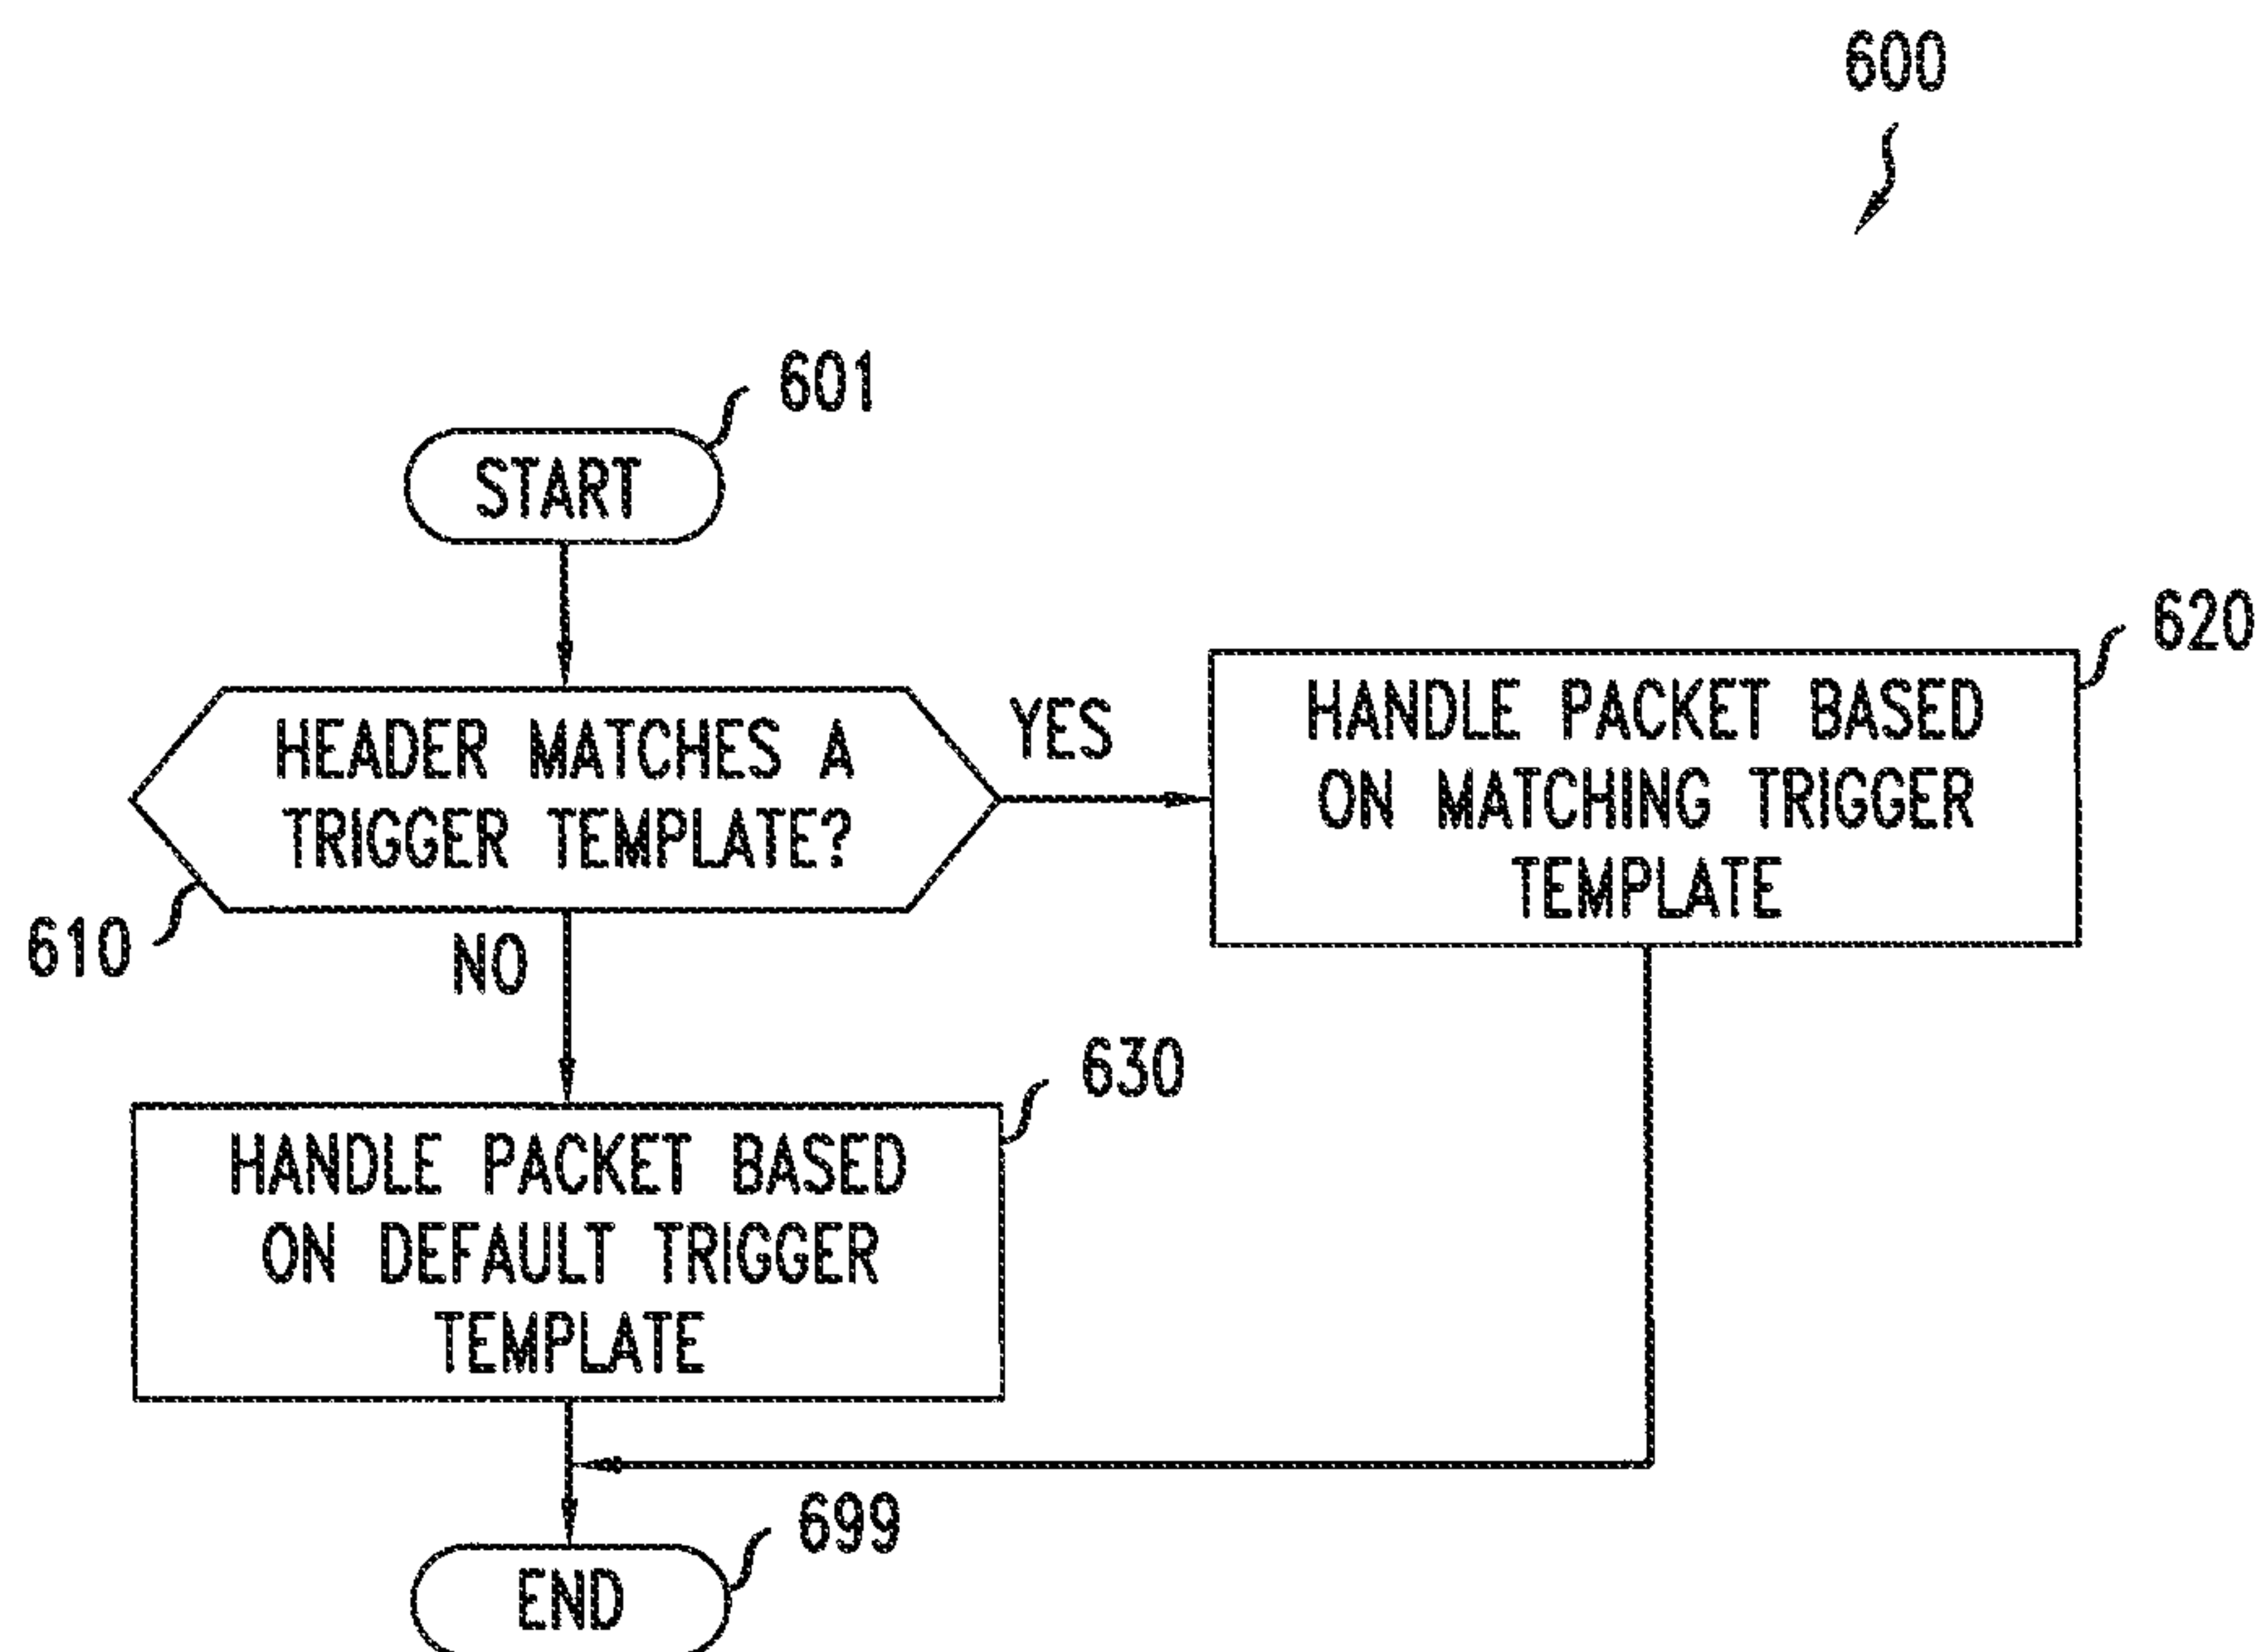 600
601
START
HEADER MATCHES A
TRIGGER TEMPLATE?
610
YES
HANDLE PACKET BASED
ON MATCHING TRIGGER
TEMPLATE
620
NO
630
HANDLE PACKET BASED
ON DEFAULT TRIGGER
TEMPLATE
699
END